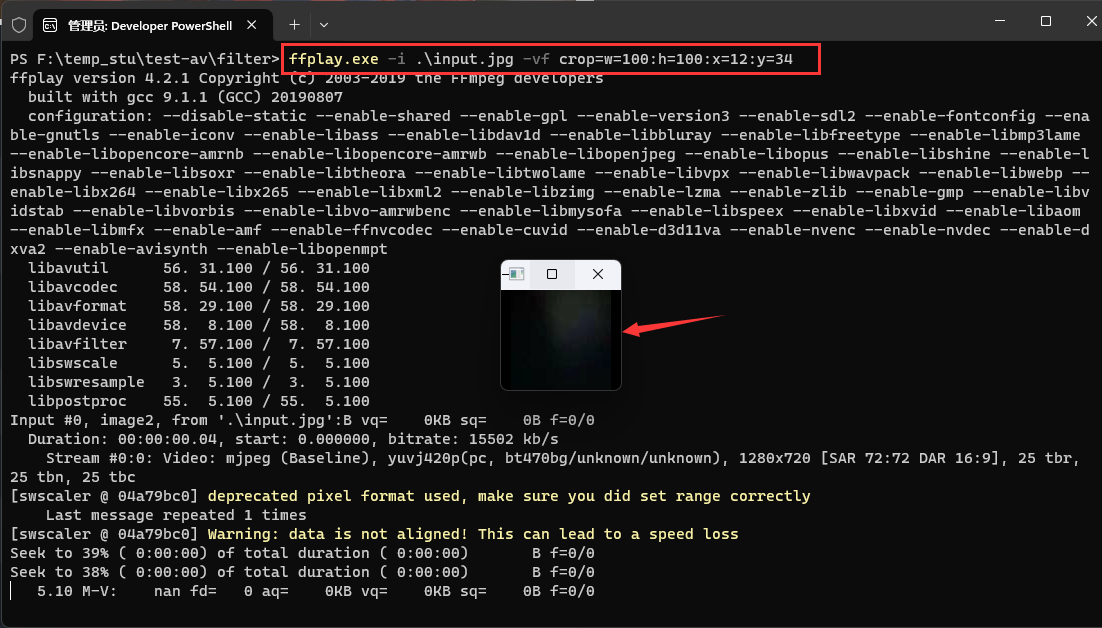 管理员: Developer PowerShell
PS F:\temp_stu\test-av\filter> ffplay.exe -i .\input.jpg -vf crop=w=100:h=100:x=12:y=34
ffplay version 4.2.1 Copyright (c) 2003-2019 the FFmpeg developers
  built with gcc 9.1.1 (GCC) 20190807
  configuration: --disable-static --enable-shared --enable-gpl --enable-version3 --enable-sdl2 --enable-fontconfig --ena
ble-gnutls --enable-iconv --enable-libass --enable-libdav1d --enable-libbluray --enable-libfreetype --enable-libmp3lame
--enable-libopencore-amrnb --enable-libopencore-amrwb --enable-libopenjpeg --enable-libopus --enable-libshine --enable-l
ibsnappy --enable-libsoxr --enable-libtheora --enable-libtwolame --enable-libvpx --enable-libwavpack --enable-libwebp --
enable-libx264 --enable-libx265 --enable-libxml2 --enable-libzimg --enable-lzma --enable-zlib --enable-gmp --enable-libv
idstab --enable-libvorbis --enable-libvo-amrwbenc --enable-libmysofa --enable-libspeex --enable-libxvid --enable-libaom
--enable-libmfx --enable-amf --enable-ffnvcodec --enable-cuvid --enable-d3d11va --enable-nvenc --enable-nvdec --enable-d
xva2 --enable-avisynth --enable-libopenmpt
  libavutil      56. 31.100 / 56. 31.100
  libavcodec     58. 54.100 / 58. 54.100
  libavformat    58. 29.100 / 58. 29.100
  libavdevice    58.  8.100 / 58.  8.100
  libavfilter     7. 57.100 /  7. 57.100
  libswscale      5.  5.100 /  5.  5.100
  libswresample   3.  5.100 /  3.  5.100
  libpostproc    55.  5.100 / 55.  5.100
Input #0, image2, from '.\input.jpg':B vq=    0KB sq=    0B f=0/0
  Duration: 00:00:00.04, start: 0.000000, bitrate: 15502 kb/s
    Stream #0:0: Video: mjpeg (Baseline), yuvj420p(pc, bt470bg/unknown/unknown), 1280x720 [SAR 72:72 DAR 16:9], 25 tbr,
25 tbn, 25 tbc
[swscaler @ 04a79bc0] deprecated pixel format used, make sure you did set range correctly
    Last message repeated 1 times
[swscaler @ 04a79bc0] Warning: data is not aligned! This can lead to a speed loss
Seek to 39% ( 0:00:00) of total duration ( 0:00:00)       B f=0/0
Seek to 38% ( 0:00:00) of total duration ( 0:00:00)       B f=0/0
   5.10 M-V:    nan fd=   0 aq=    0KB vq=    0KB sq=    0B f=0/0